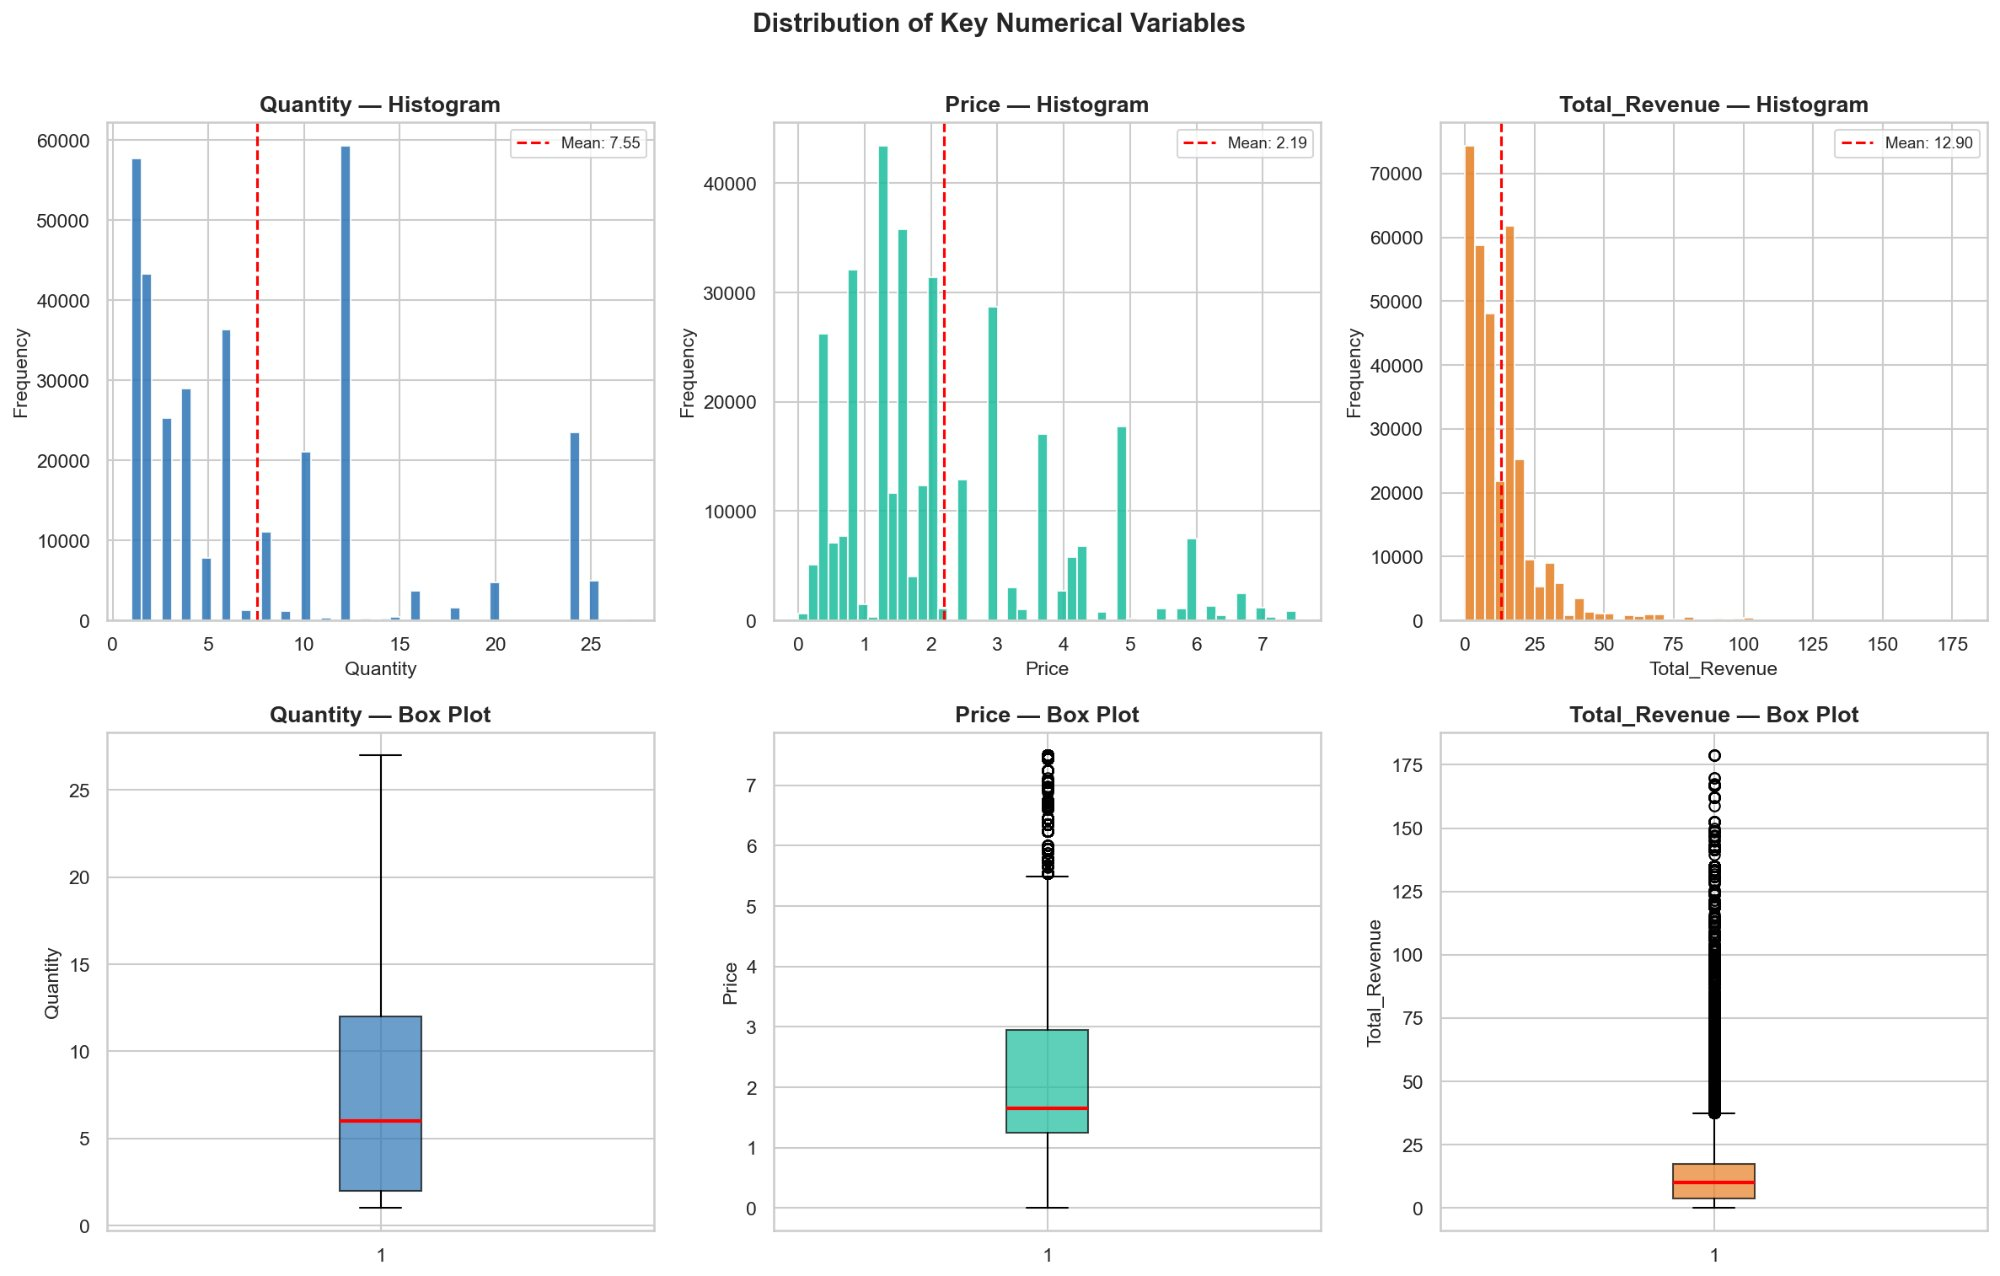 Distribution of Key Numerical Variables
Quantity — Histogram
60000
50000
40000
30000
20000
10000
0
Frequency
Mean: 7.55
0 5 10 15 20 25
Quantity
Price — Histogram
40000
30000
20000
10000
0
Frequency
Mean: 2.19
0 1 2 3 4 5 6 7
Price
Total_Revenue — Histogram
70000
60000
50000
40000
30000
20000
10000
0
Frequency
Mean: 12.90
0 25 50 75 100 125 150 175
Total_Revenue
Quantity — Box Plot
25
20
15
10
5
0
Quantity
1
Price — Box Plot
7
6
5
4
3
2
1
0
Price
1
Total_Revenue — Box Plot
175
150
125
100
75
50
25
0
Total_Revenue
1